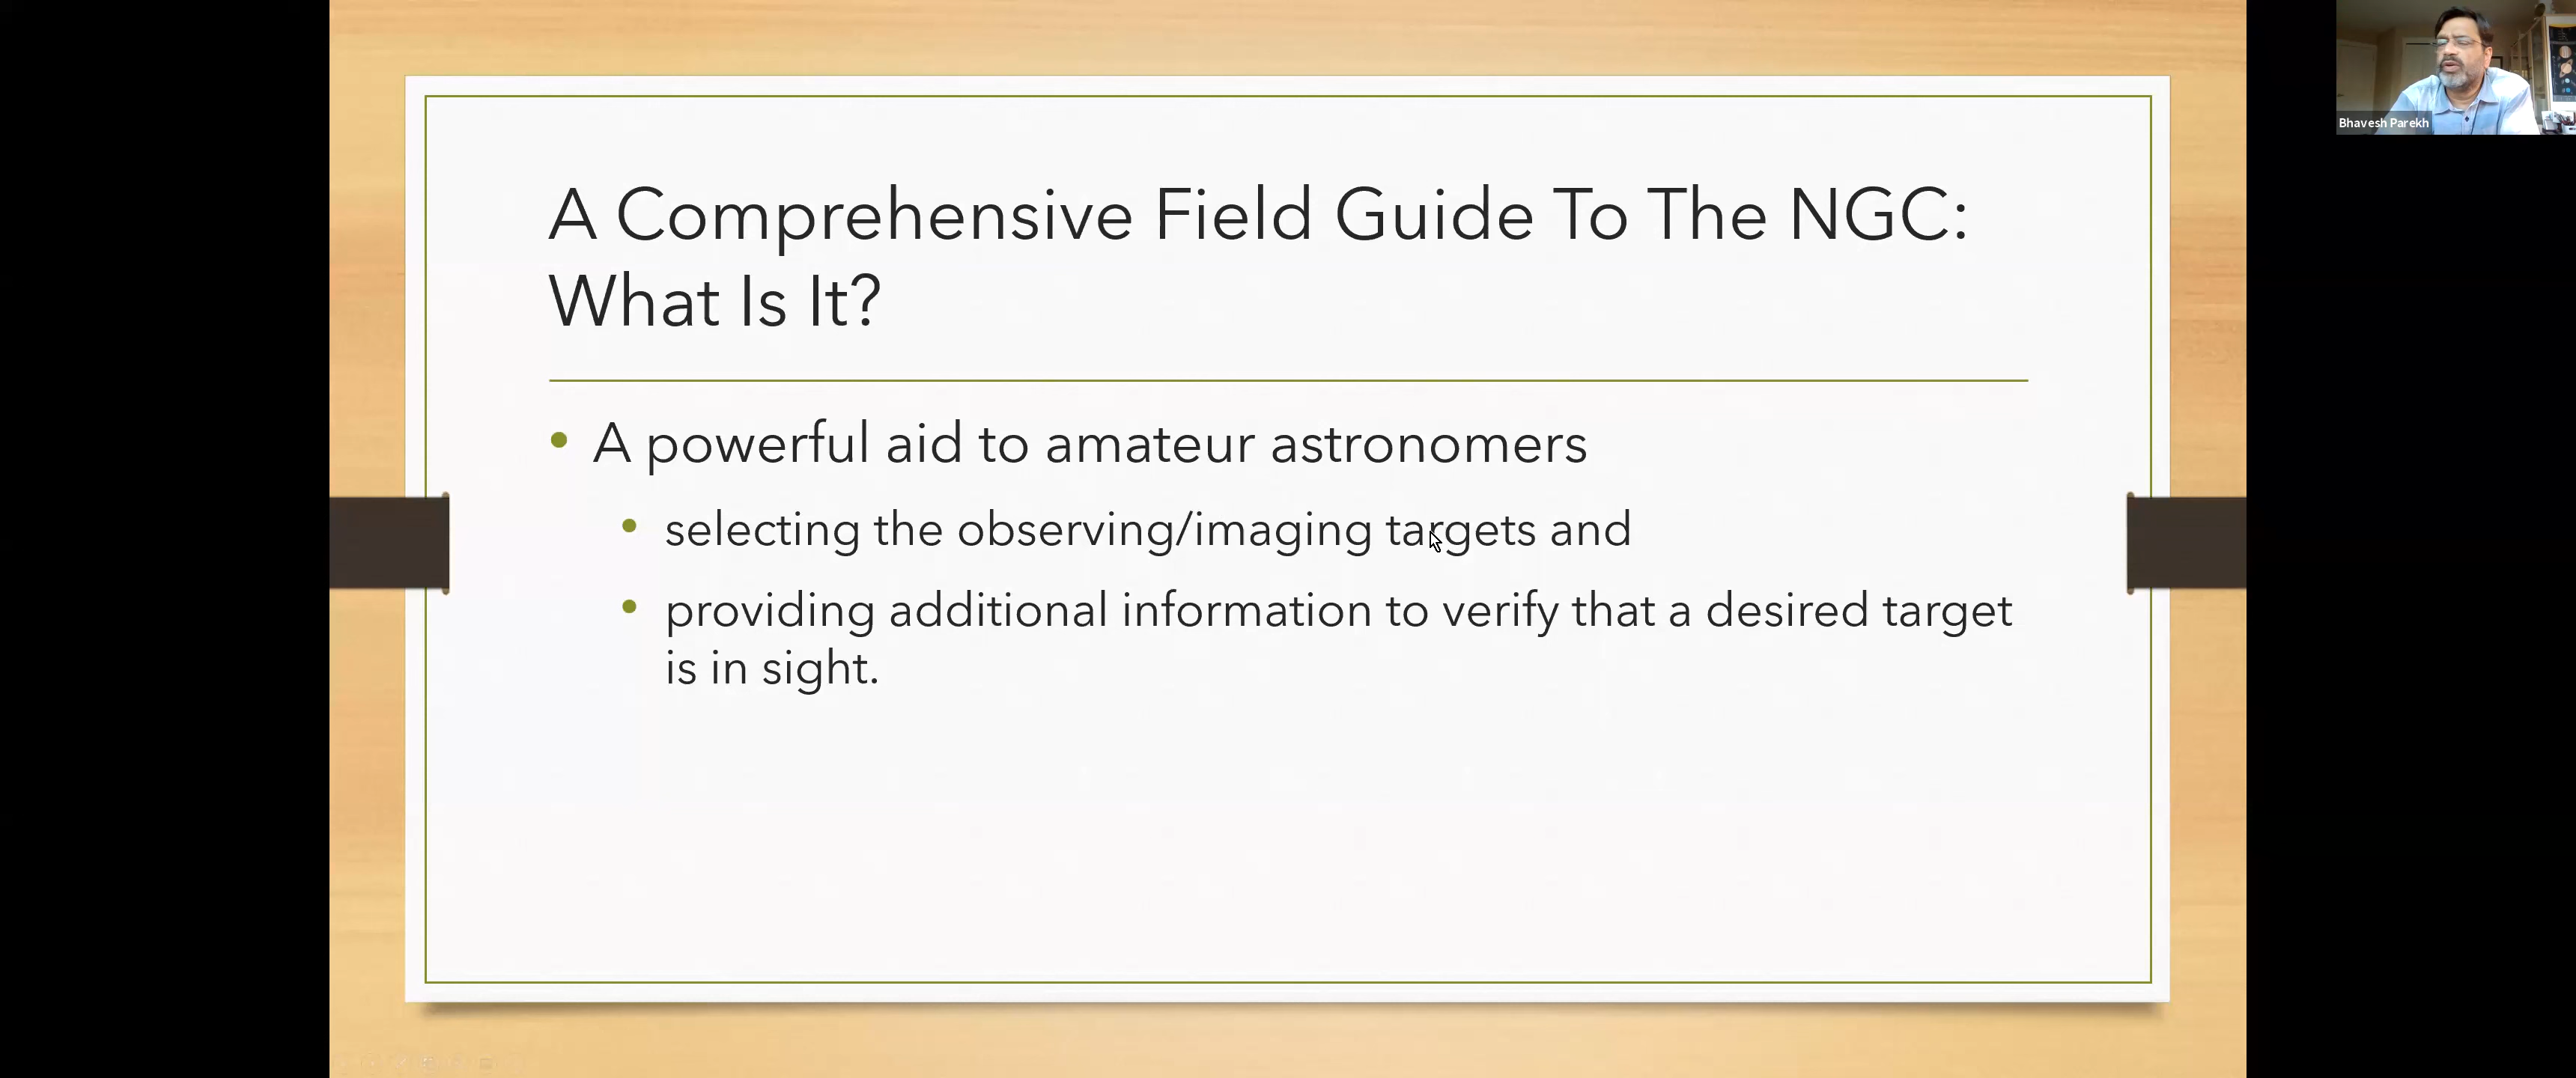 A Comprehensive Field Guide To The NGC:
What Is It?
• A powerful aid to amateur astronomers
• selecting the observing/imaging targets and
• providing additional information to verify that a desired target
is in sight.
Bhavesh Parekh